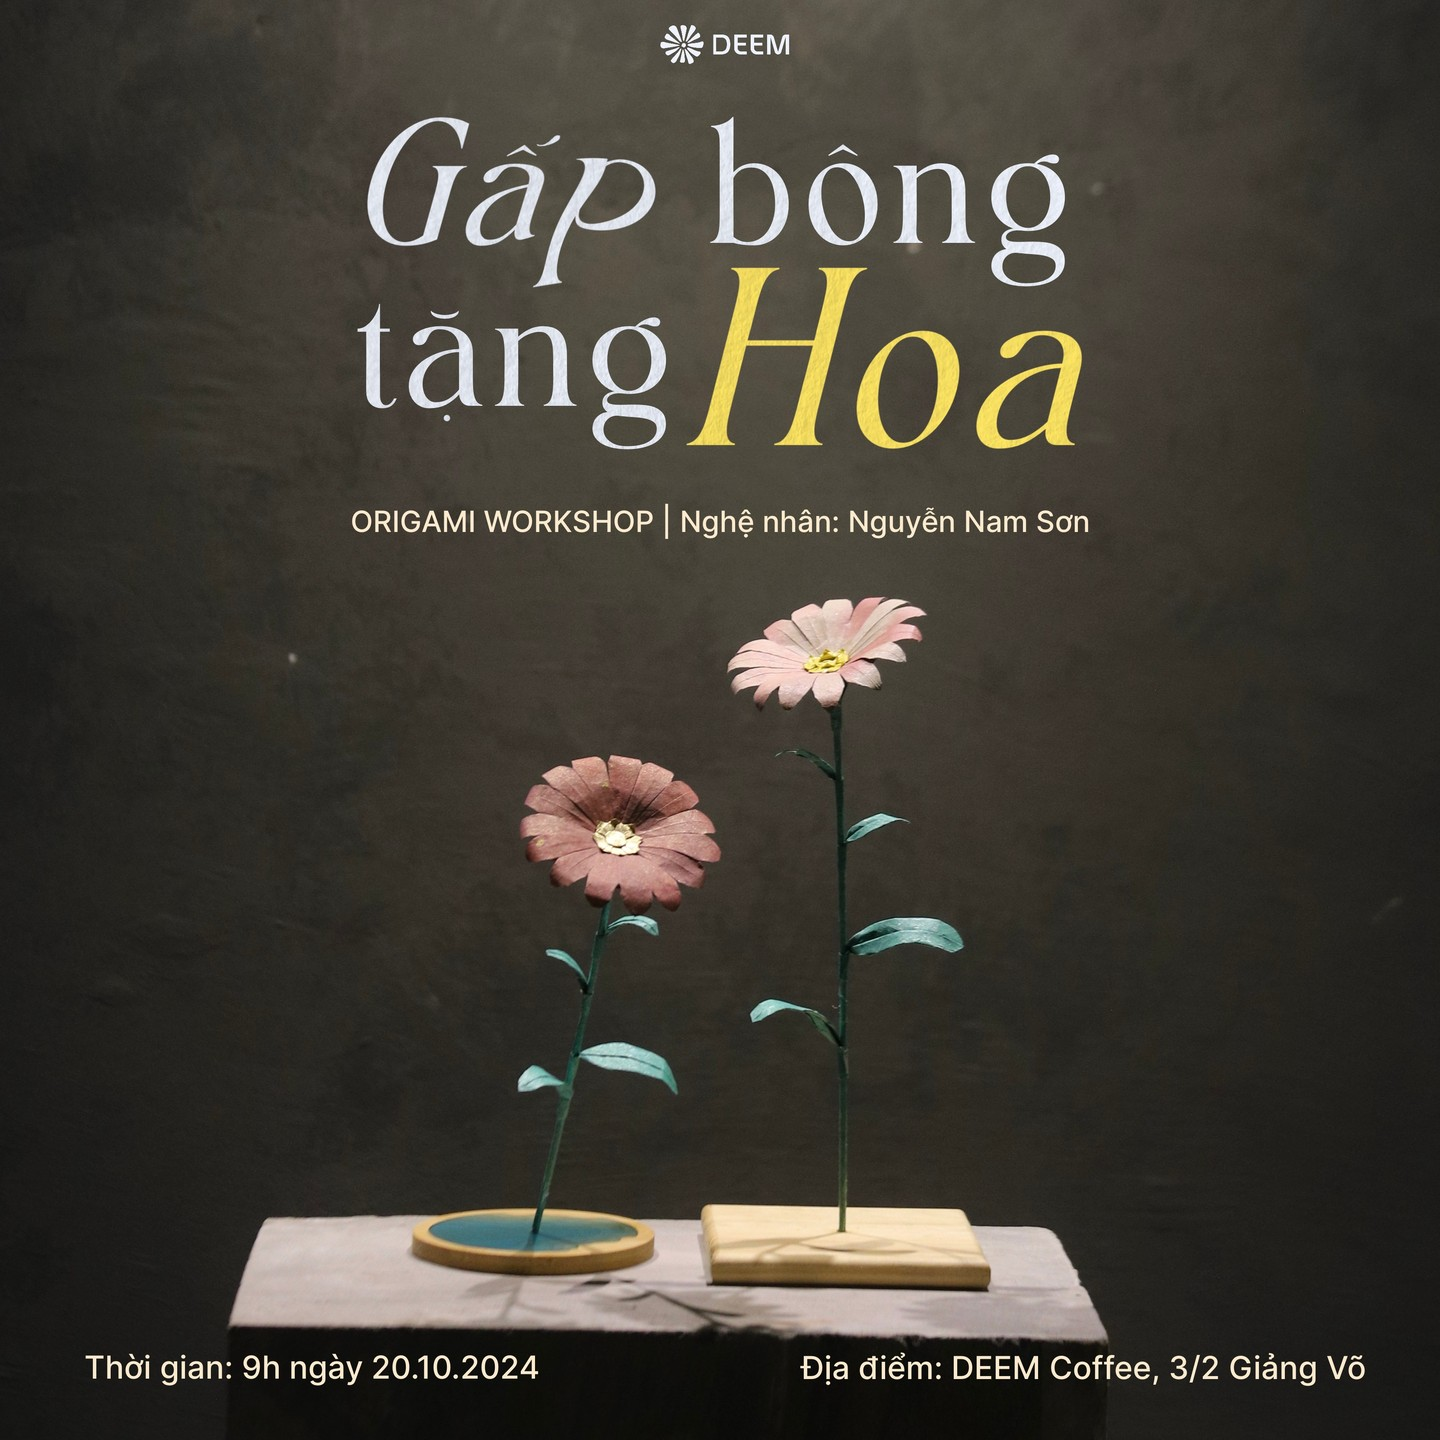 DEEM
Gấp bông
tặng Hoa
ORIGAMI WORKSHOP | Nghệ nhân: Nguyễn Nam Sơn
Thời gian: 9h ngày 20.10.2024
Địa điểm: DEEM Coffee, 3/2 Giảng Võ